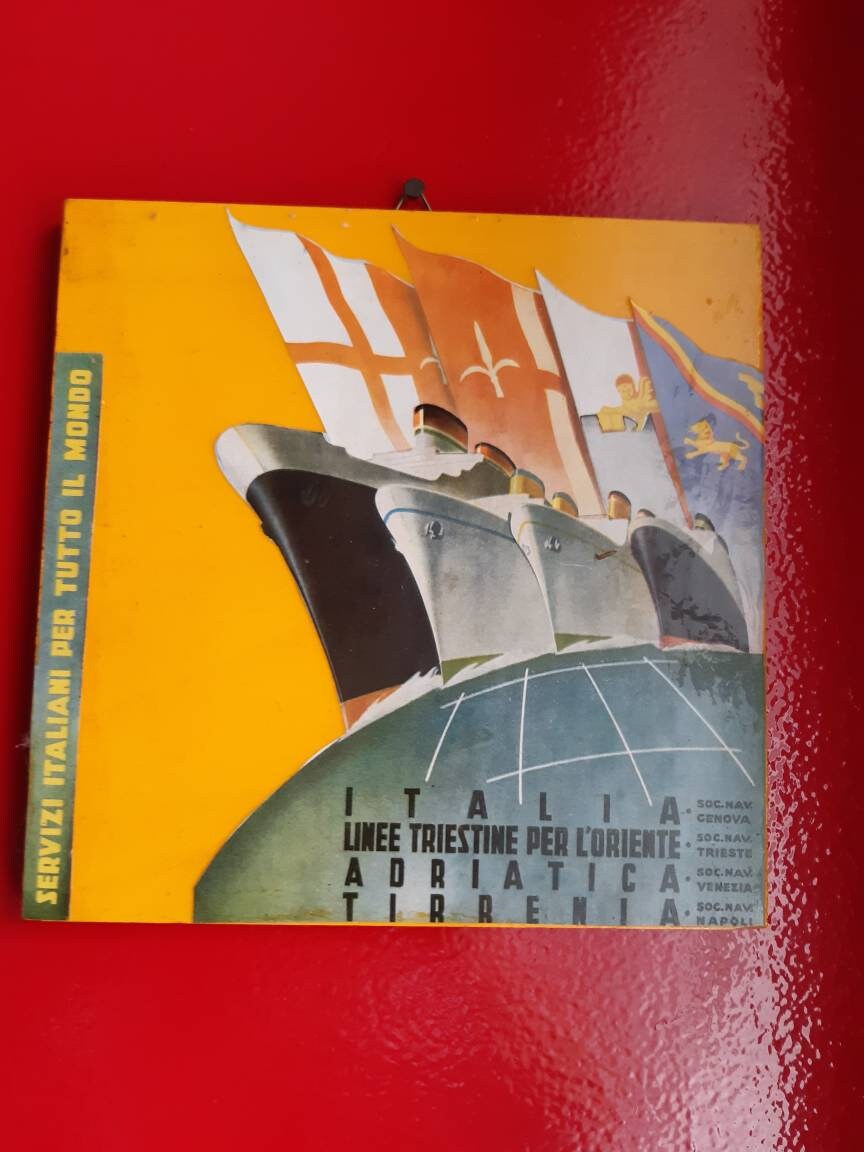 SERVIZI ITALIANI PER TUTTO IL MONDO
ITALIA · SOC. NAV. GENOVA
LINEE TRIESTINE PER L'ORIENTE · SOC. NAV. TRIESTE
ADRIATICA · SOC. NAV. VENEZIA
TIRRENIA · SOC. NAV. NAPOLI